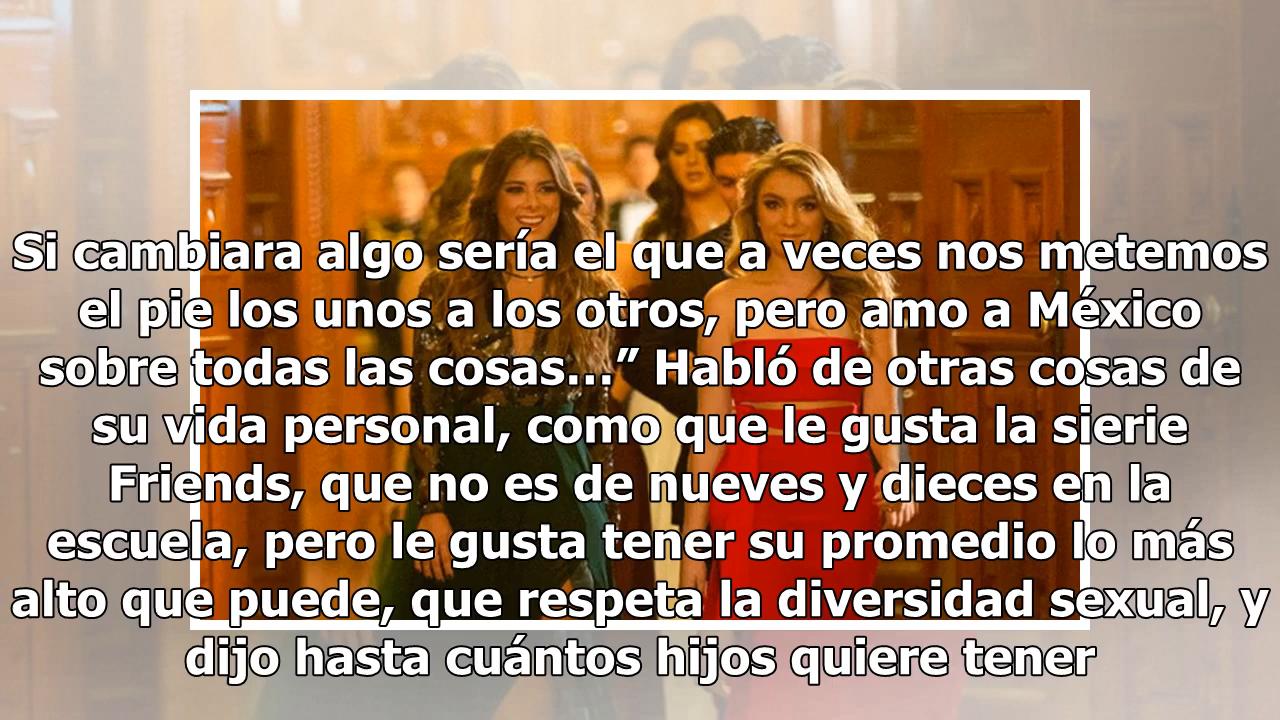 Si cambiara algo sería el que a veces nos metemos
el pie los unos a los otros, pero amo a México
sobre todas las cosas...” Habló de otras cosas de
su vida personal, como que le gusta la sierie
Friends, que no es de nueves y dieces en la
escuela, pero le gusta tener su promedio lo más
alto que puede, que respeta la diversidad sexual, y
dijo hasta cuántos hijos quiere tener